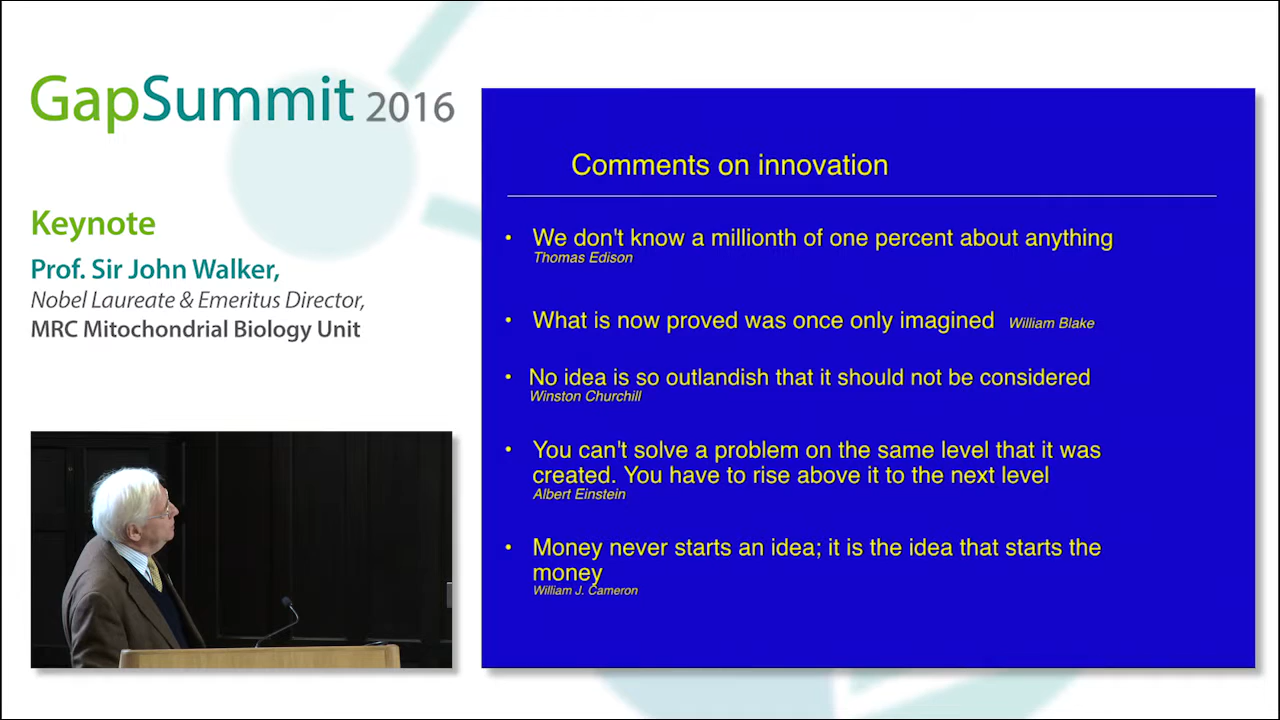 GapSummit 2016
Keynote
Prof. Sir John Walker,
Nobel Laureate & Emeritus Director,
MRC Mitochondrial Biology Unit
Comments on innovation
• We don't know a millionth of one percent about anything
Thomas Edison
• What is now proved was once only imagined William Blake
• No idea is so outlandish that it should not be considered
Winston Churchill
• You can't solve a problem on the same level that it was
created. You have to rise above it to the next level
Albert Einstein
• Money never starts an idea; it is the idea that starts the
money
William J. Cameron